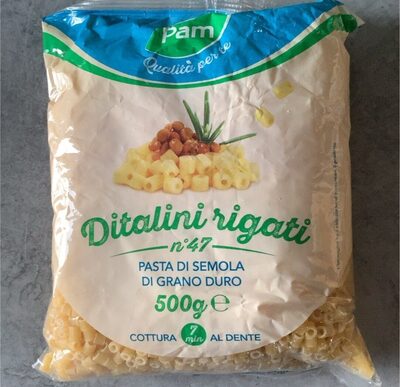 pam
Qualità per te
Ditalini rigati
n°47
PASTA DI SEMOLA
DI GRANO DURO
500g ℮
COTTURA 7 min AL DENTE